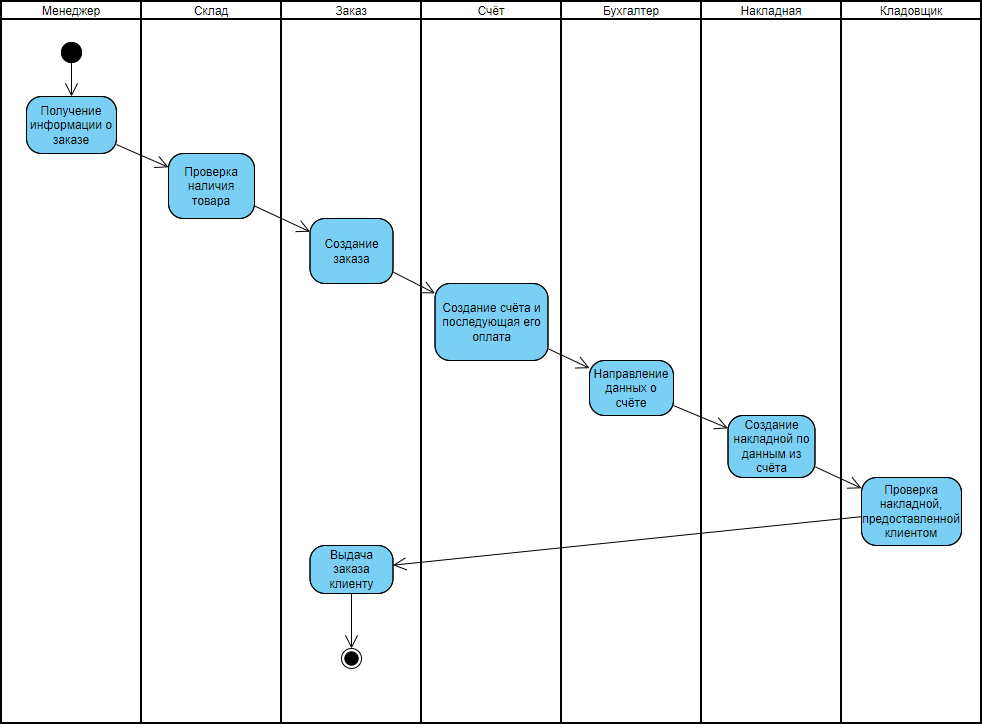 Менеджер
Склад
Заказ
Счёт
Бухгалтер
Накладная
Кладовщик
Получение
информации о
заказе
Проверка
наличия
товара
Создание
заказа
Создание счёта и
последующая его
оплата
Направление
данных о
счёте
Создание
накладной по
данным из
счёта
Проверка
накладной,
предоставленной
клиентом
Выдача
заказа
клиенту